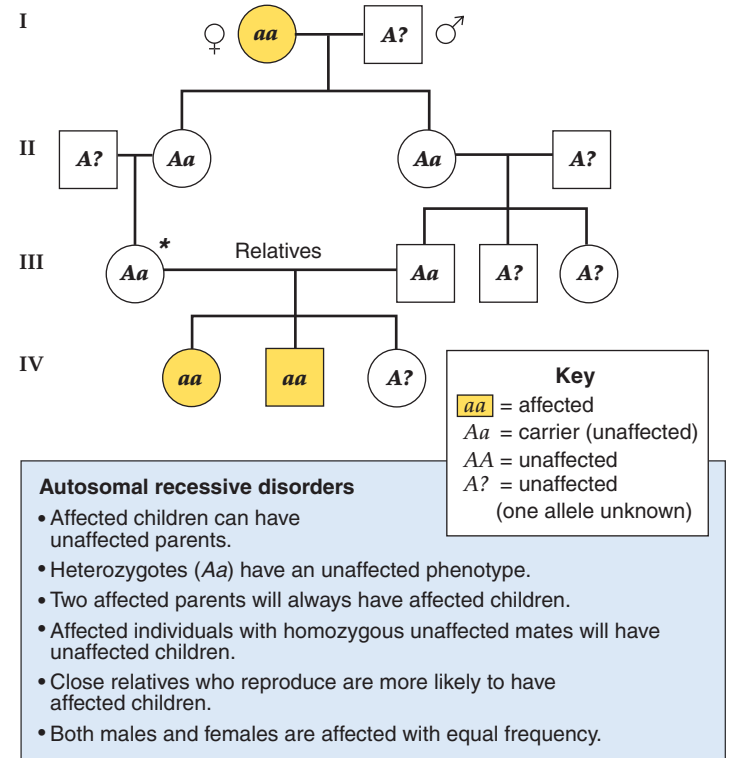 I
♀ aa A? ♂
II
A? Aa Aa A?
III
Aa * Relatives Aa A? A?
IV
aa aa A?
Key
aa = affected
Aa = carrier (unaffected)
AA = unaffected
A? = unaffected
(one allele unknown)
Autosomal recessive disorders
• Affected children can have
unaffected parents.
• Heterozygotes (Aa) have an unaffected phenotype.
• Two affected parents will always have affected children.
• Affected individuals with homozygous unaffected mates will have
unaffected children.
• Close relatives who reproduce are more likely to have
affected children.
• Both males and females are affected with equal frequency.